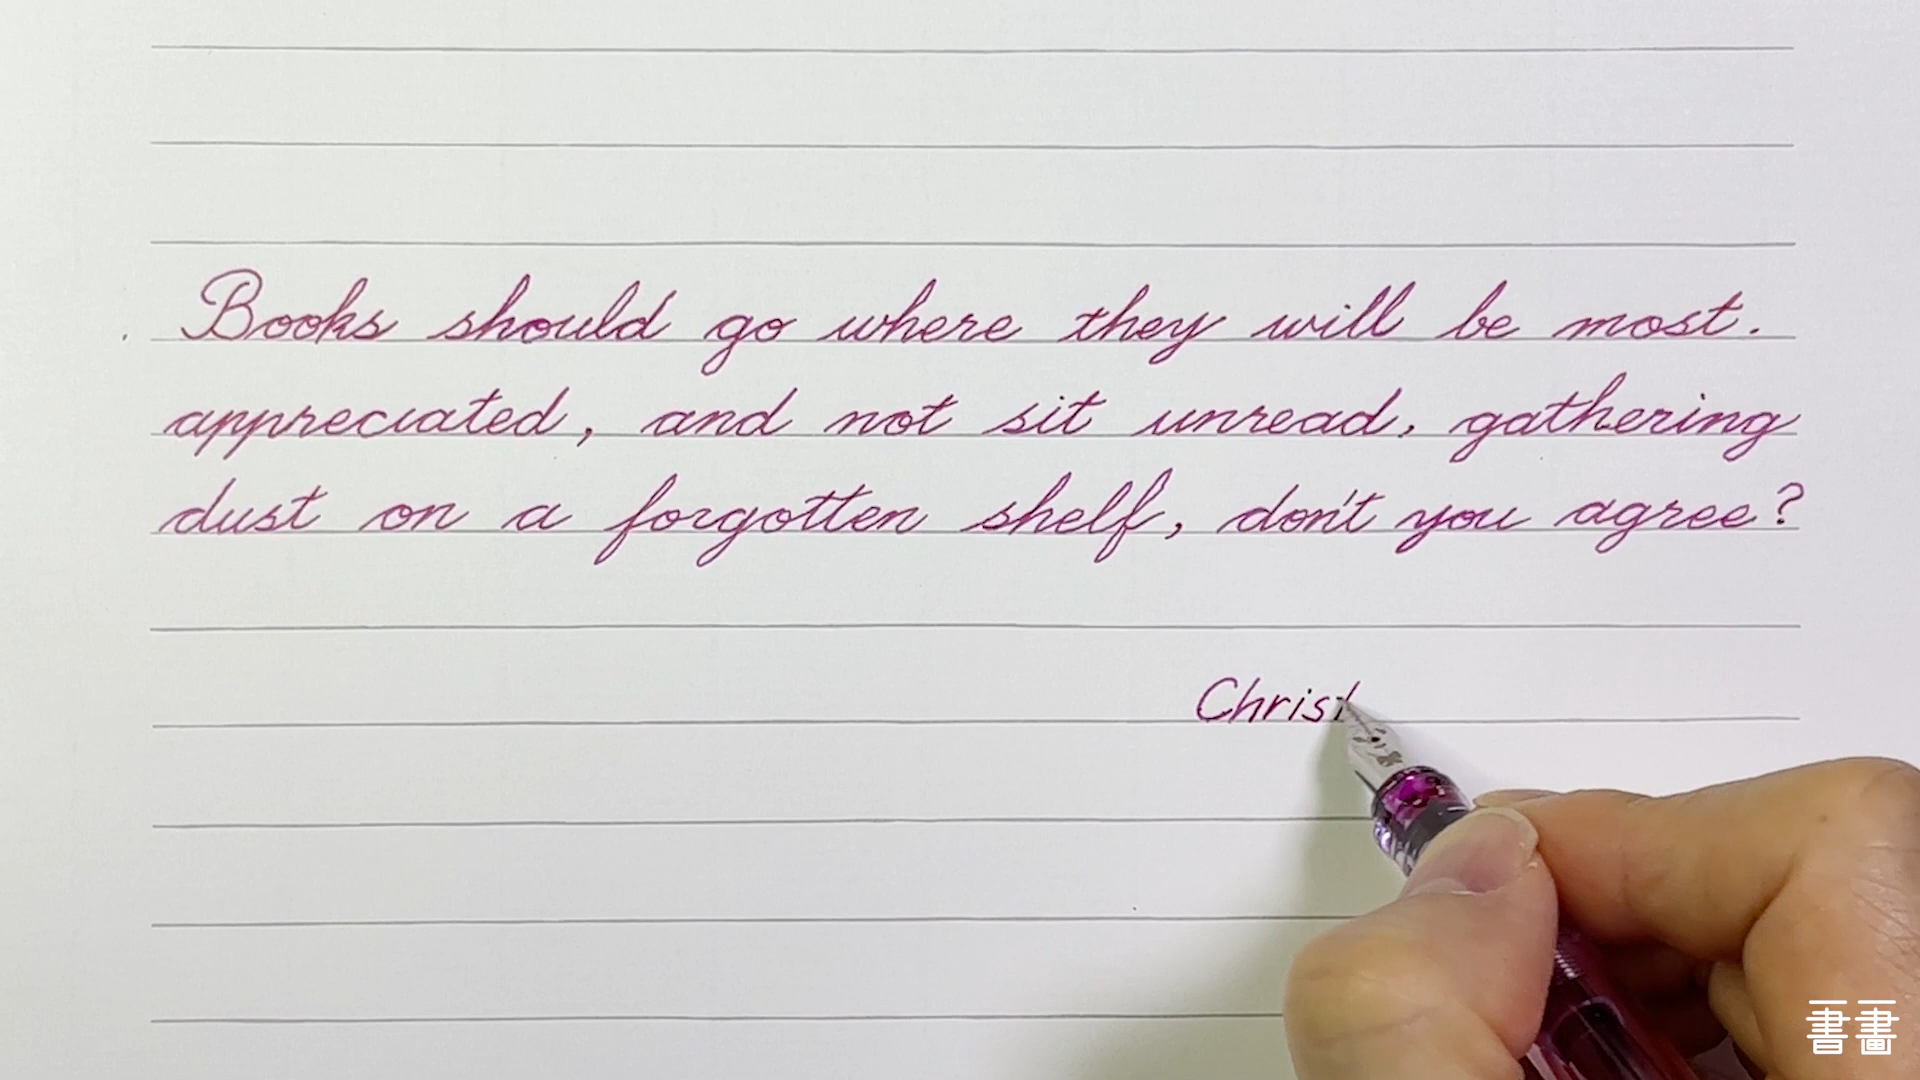 Books should go where they will be most.
appreciated, and not sit unread, gathering
dust on a forgotten shelf, don't you agree?
Christ
書畫